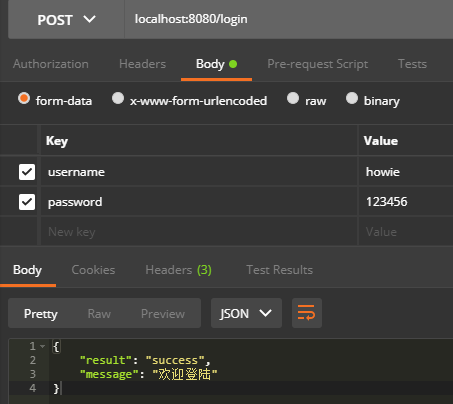 POST localhost:8080/login
Authorization Headers Body Pre-request Script Tests
form-data x-www-form-urlencoded raw binary
Key Value
username howie
password 123456
New key Value
Body Cookies Headers (3) Test Results
Pretty Raw Preview JSON
1 {
2 "result": "success",
3 "message": "欢迎登陆"
4 }